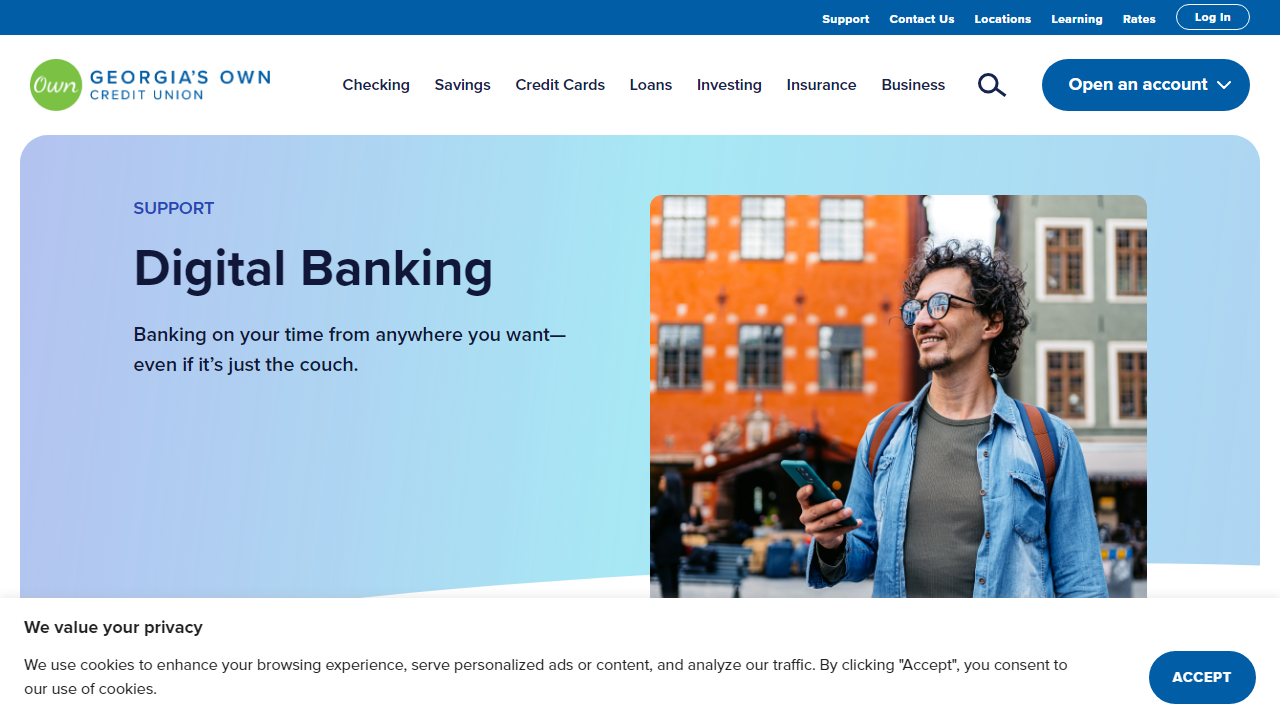 Support Contact Us Locations Learning Rates Log In
Own GEORGIA'S OWN
CREDIT UNION
Checking Savings Credit Cards Loans Investing Insurance Business Open an account
SUPPORT
Digital Banking
Banking on your time from anywhere you want—
even if it’s just the couch.
We value your privacy
We use cookies to enhance your browsing experience, serve personalized ads or content, and analyze our traffic. By clicking "Accept", you consent to
our use of cookies.
ACCEPT